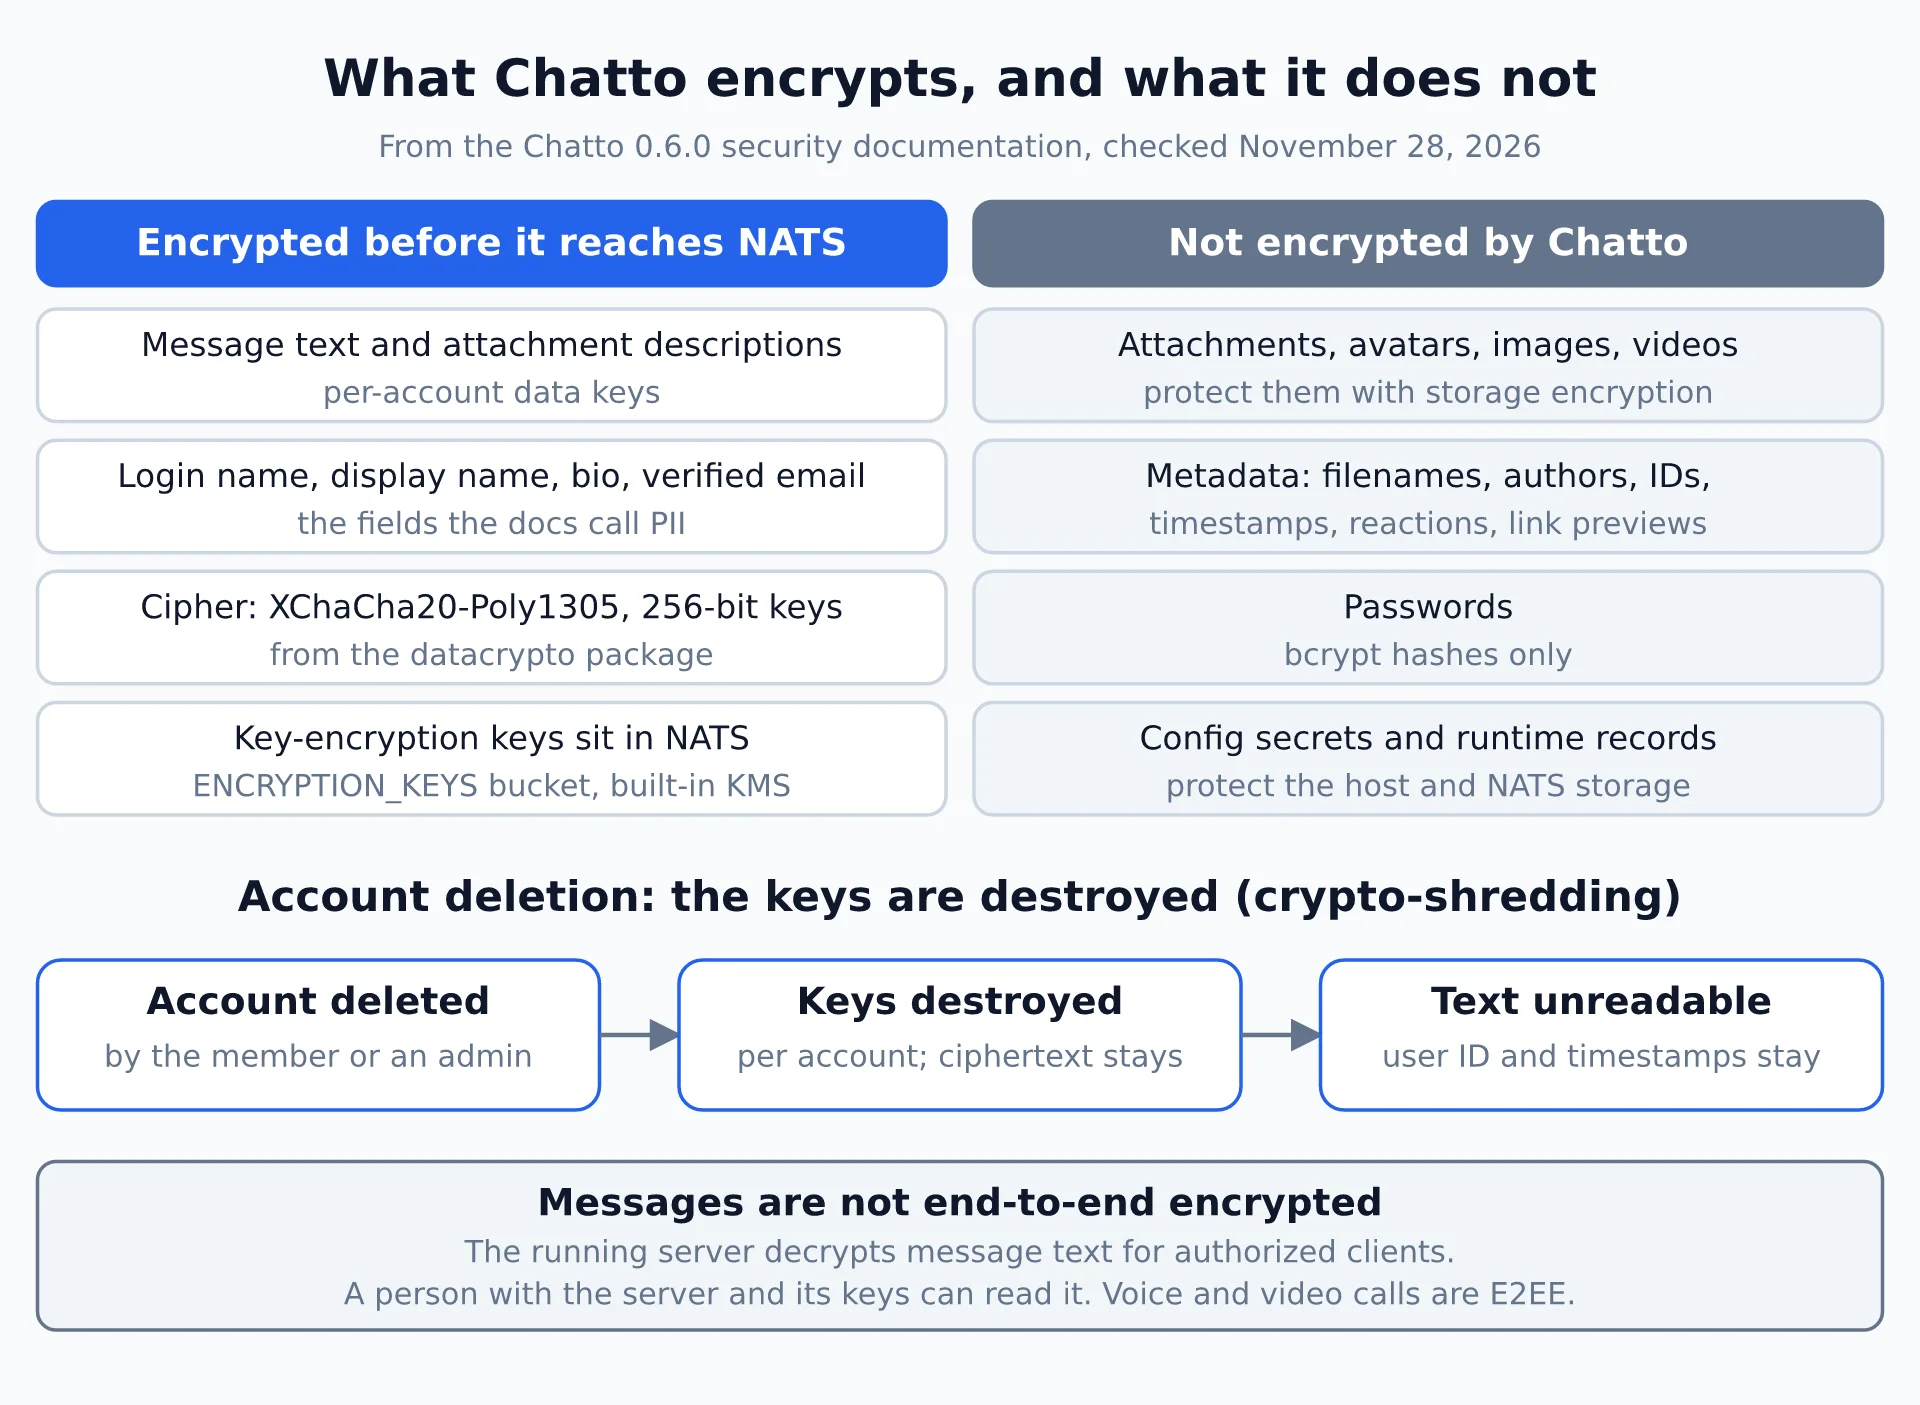 What Chatto encrypts, and what it does not
From the Chatto 0.6.0 security documentation, checked November 28, 2026
Encrypted before it reaches NATS
Message text and attachment descriptions
per-account data keys
Login name, display name, bio, verified email
the fields the docs call PII
Cipher: XChaCha20-Poly1305, 256-bit keys
from the datacrypto package
Key-encryption keys sit in NATS
ENCRYPTION_KEYS bucket, built-in KMS
Not encrypted by Chatto
Attachments, avatars, images, videos
protect them with storage encryption
Metadata: filenames, authors, IDs,
timestamps, reactions, link previews
Passwords
bcrypt hashes only
Config secrets and runtime records
protect the host and NATS storage
Account deletion: the keys are destroyed (crypto-shredding)
Account deleted
by the member or an admin
Keys destroyed
per account; ciphertext stays
Text unreadable
user ID and timestamps stay
Messages are not end-to-end encrypted
The running server decrypts message text for authorized clients.
A person with the server and its keys can read it. Voice and video calls are E2EE.